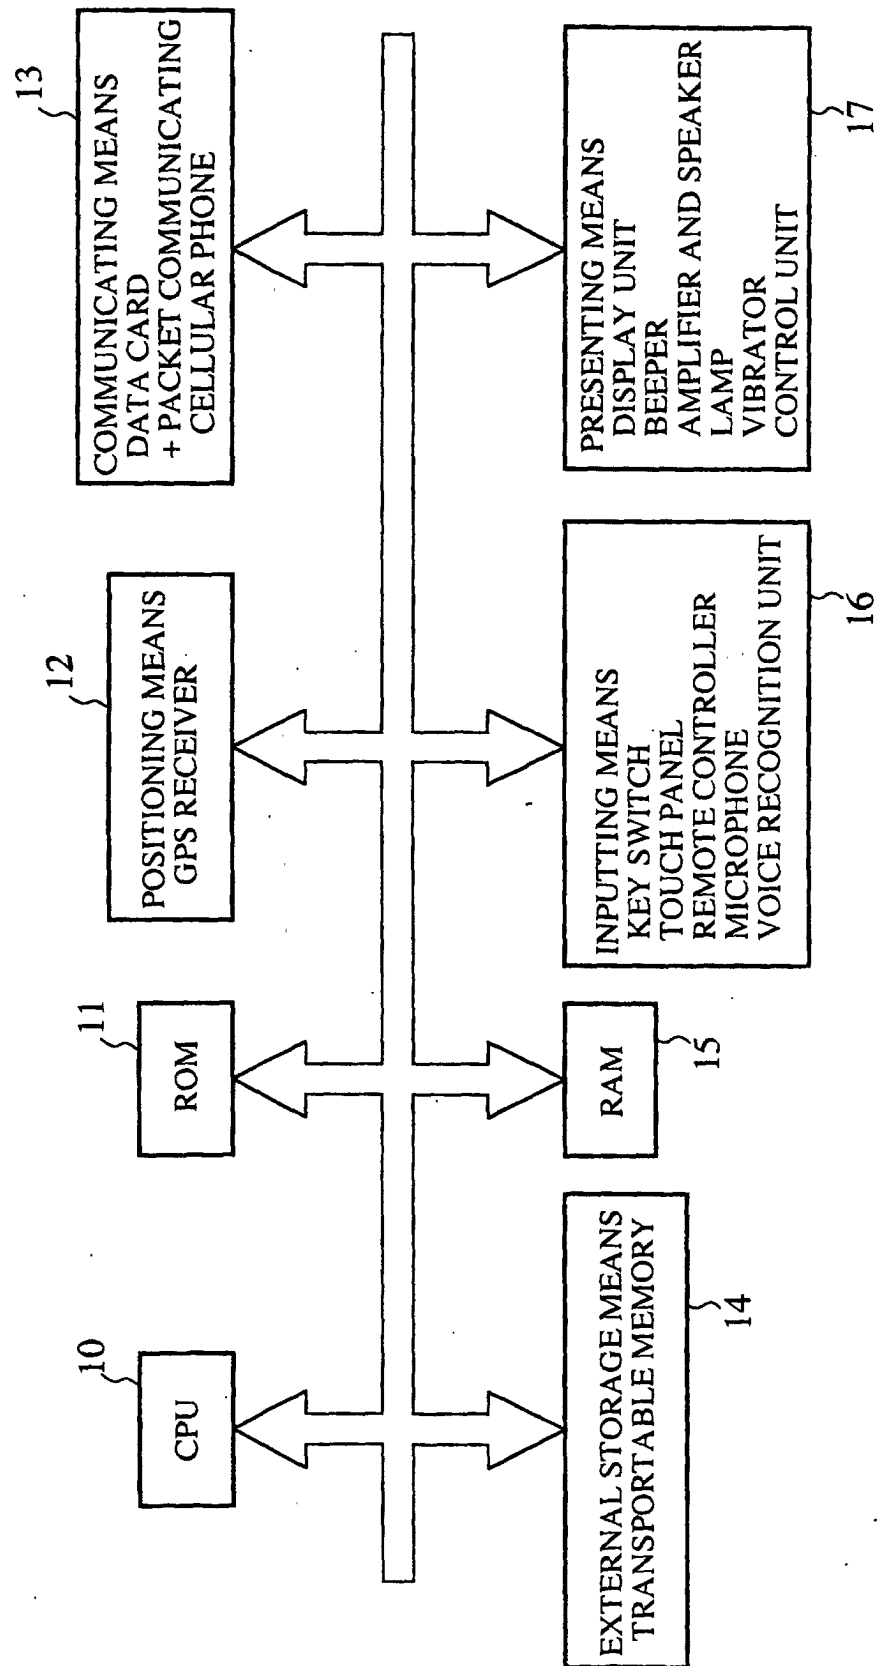 10
CPU
11
ROM
12
POSITIONING MEANS
GPS RECEIVER
13
COMMUNICATING MEANS
DATA CARD
+ PACKET COMMUNICATING
CELLULAR PHONE
EXTERNAL STORAGE MEANS
TRANSPORTABLE MEMORY
14
RAM
15
INPUTTING MEANS
KEY SWITCH
TOUCH PANEL
REMOTE CONTROLLER
MICROPHONE
VOICE RECOGNITION UNIT
16
PRESENTING MEANS
DISPLAY UNIT
BEEPER
AMPLIFIER AND SPEAKER
LAMP
VIBRATOR
CONTROL UNIT
17